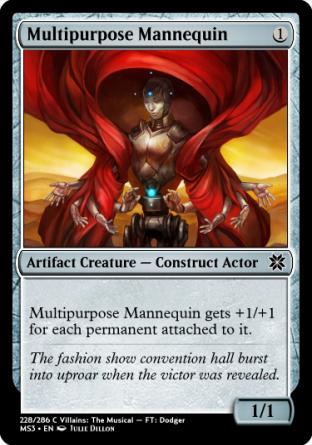 Multipurpose Mannequin 1
Artifact Creature — Construct Actor
Multipurpose Mannequin gets +1/+1
for each permanent attached to it.
The fashion show convention hall burst
into uproar when the victor was revealed.
1/1
228/286 C Villains: The Musical — FT: Dodger
MS3 • EN Julie Dillon